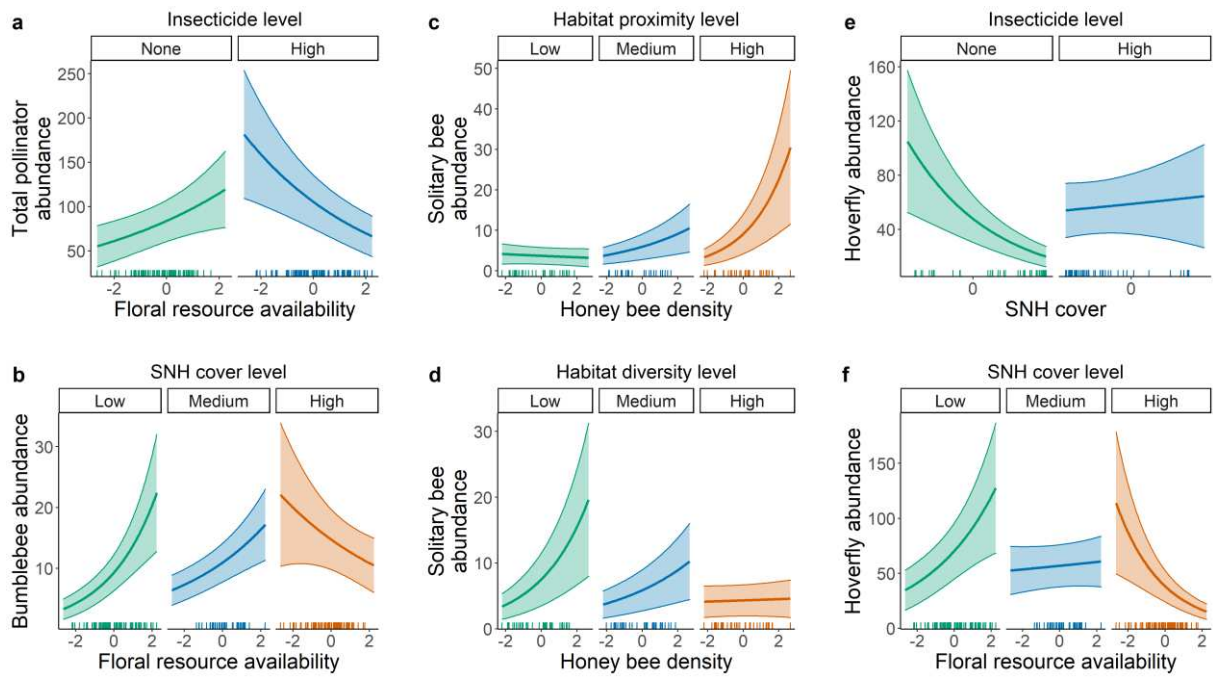 a
Insecticide level
None
High
Total pollinator
abundance
250
200
150
100
50
-2 0 2 -2 0 2
Floral resource availability
b
SNH cover level
Low
Medium
High
Bumblebee abundance
30
20
10
-2 0 2 -2 0 2 -2 0 2
Floral resource availability
c
Habitat proximity level
Low
Medium
High
Solitary bee
abundance
50
40
30
20
10
0
-2 0 2 -2 0 2 -2 0 2
Honey bee density
d
Habitat diversity level
Low
Medium
High
Solitary bee
abundance
30
20
10
0
-2 0 2 -2 0 2 -2 0 2
Honey bee density
e
Insecticide level
None
High
Hoverfly abundance
160
120
80
40
0 0
SNH cover
f
SNH cover level
Low
Medium
High
Hoverfly abundance
150
100
50
0
-2 0 2 -2 0 2 -2 0 2
Floral resource availability